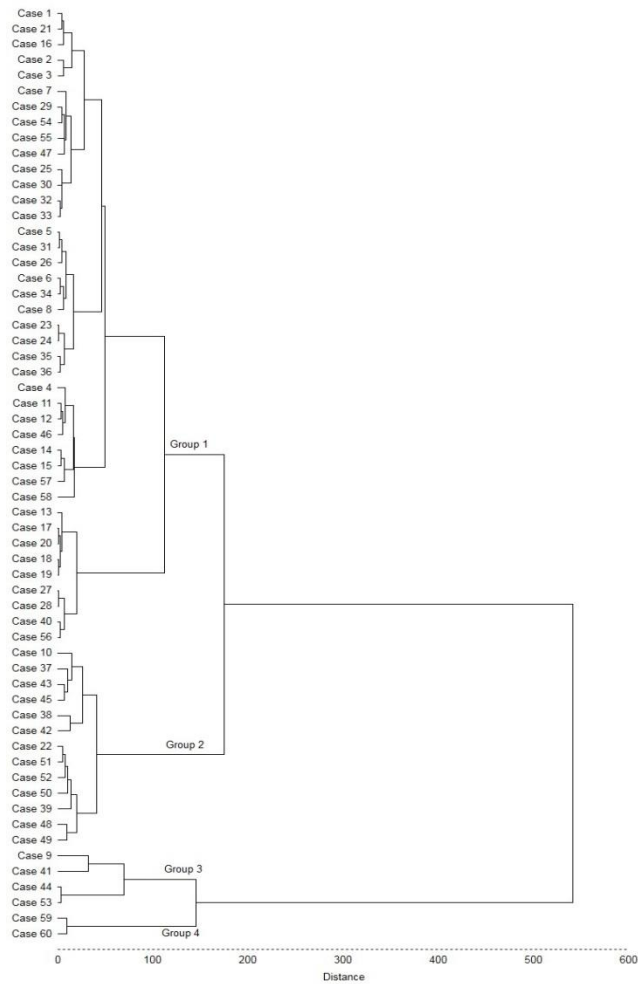 Case 1
Case 21
Case 16
Case 2
Case 3
Case 7
Case 29
Case 54
Case 55
Case 47
Case 25
Case 30
Case 32
Case 33
Case 5
Case 31
Case 26
Case 6
Case 34
Case 8
Case 23
Case 24
Case 35
Case 36
Case 4
Case 11
Case 12
Case 46
Group 1
Case 14
Case 15
Case 57
Case 58
Case 13
Case 17
Case 20
Case 18
Case 19
Case 27
Case 28
Case 40
Case 56
Case 10
Case 37
Case 43
Case 45
Case 38
Case 42
Case 22 Group 2
Case 51
Case 52
Case 50
Case 39
Case 48
Case 49
Case 9
Case 41 Group 3
Case 44
Case 53
Case 59
Case 60 Group 4
0 100 200 300 400 500 600
Distance